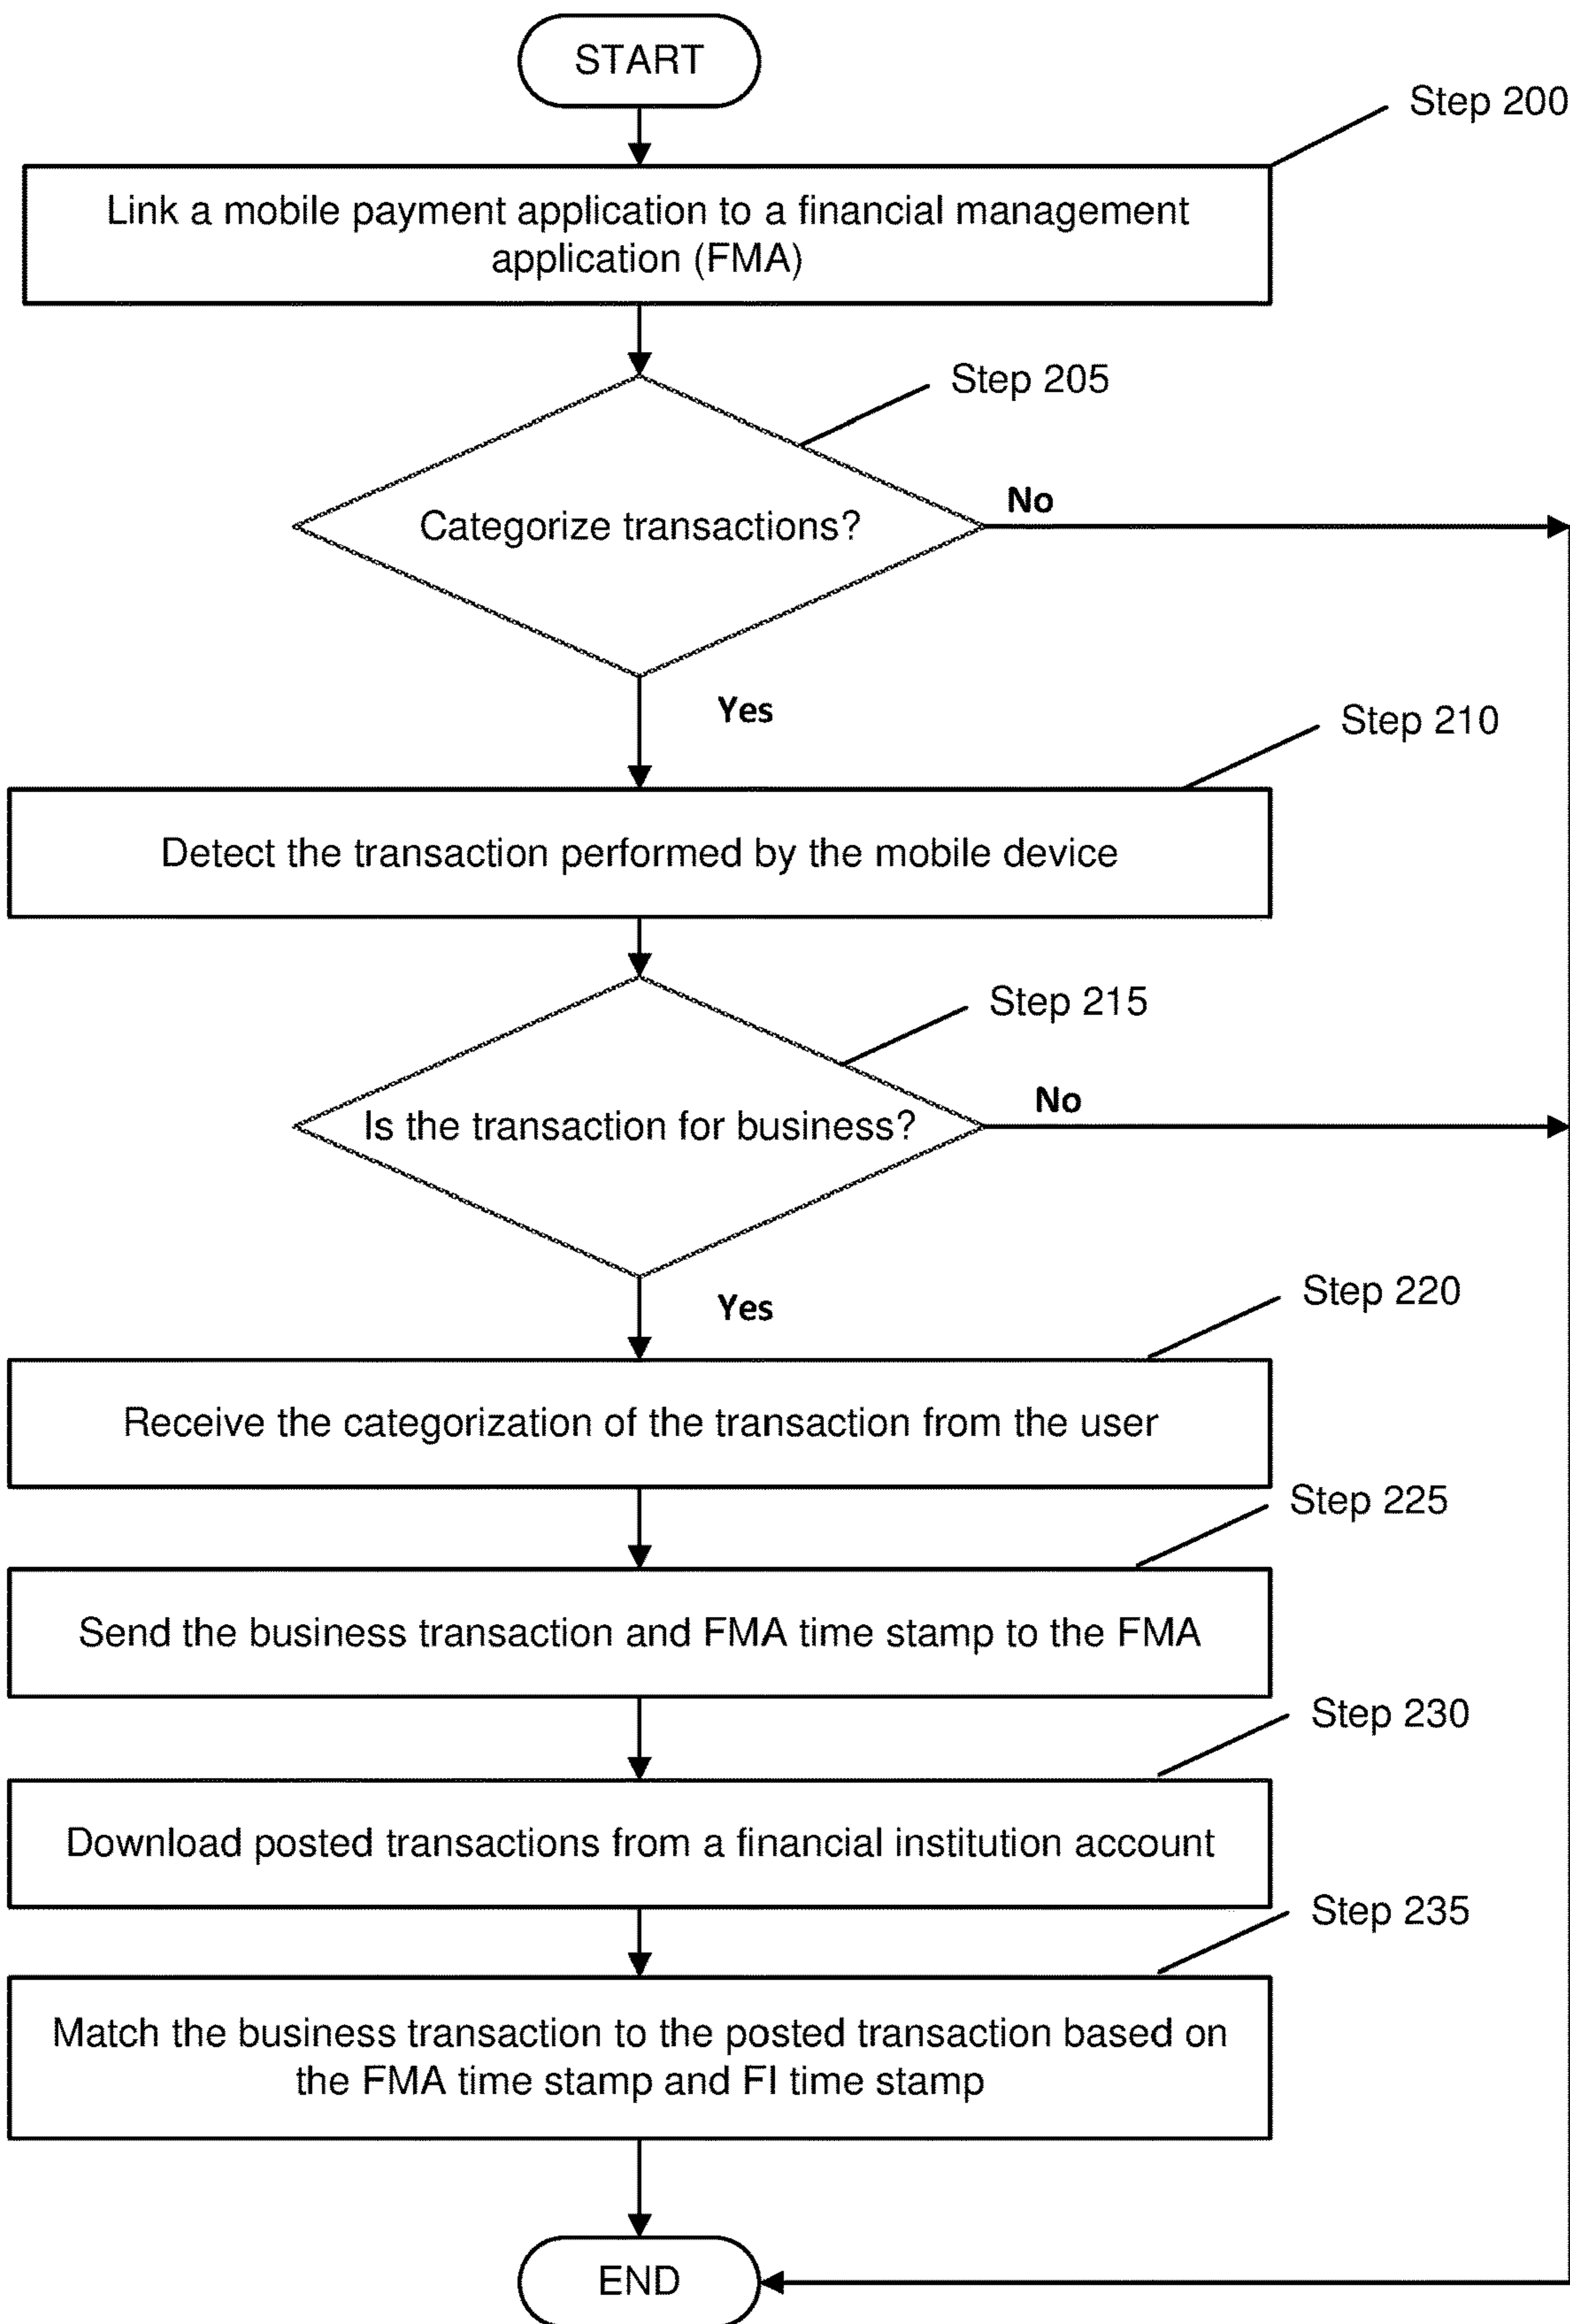 START
Step 200
Link a mobile payment application to a financial management
application (FMA)
Step 205
Categorize transactions?
No
Yes
Step 210
Detect the transaction performed by the mobile device
Step 215
Is the transaction for business?
No
Yes
Step 220
Receive the categorization of the transaction from the user
Step 225
Send the business transaction and FMA time stamp to the FMA
Step 230
Download posted transactions from a financial institution account
Step 235
Match the business transaction to the posted transaction based on
the FMA time stamp and FI time stamp
END